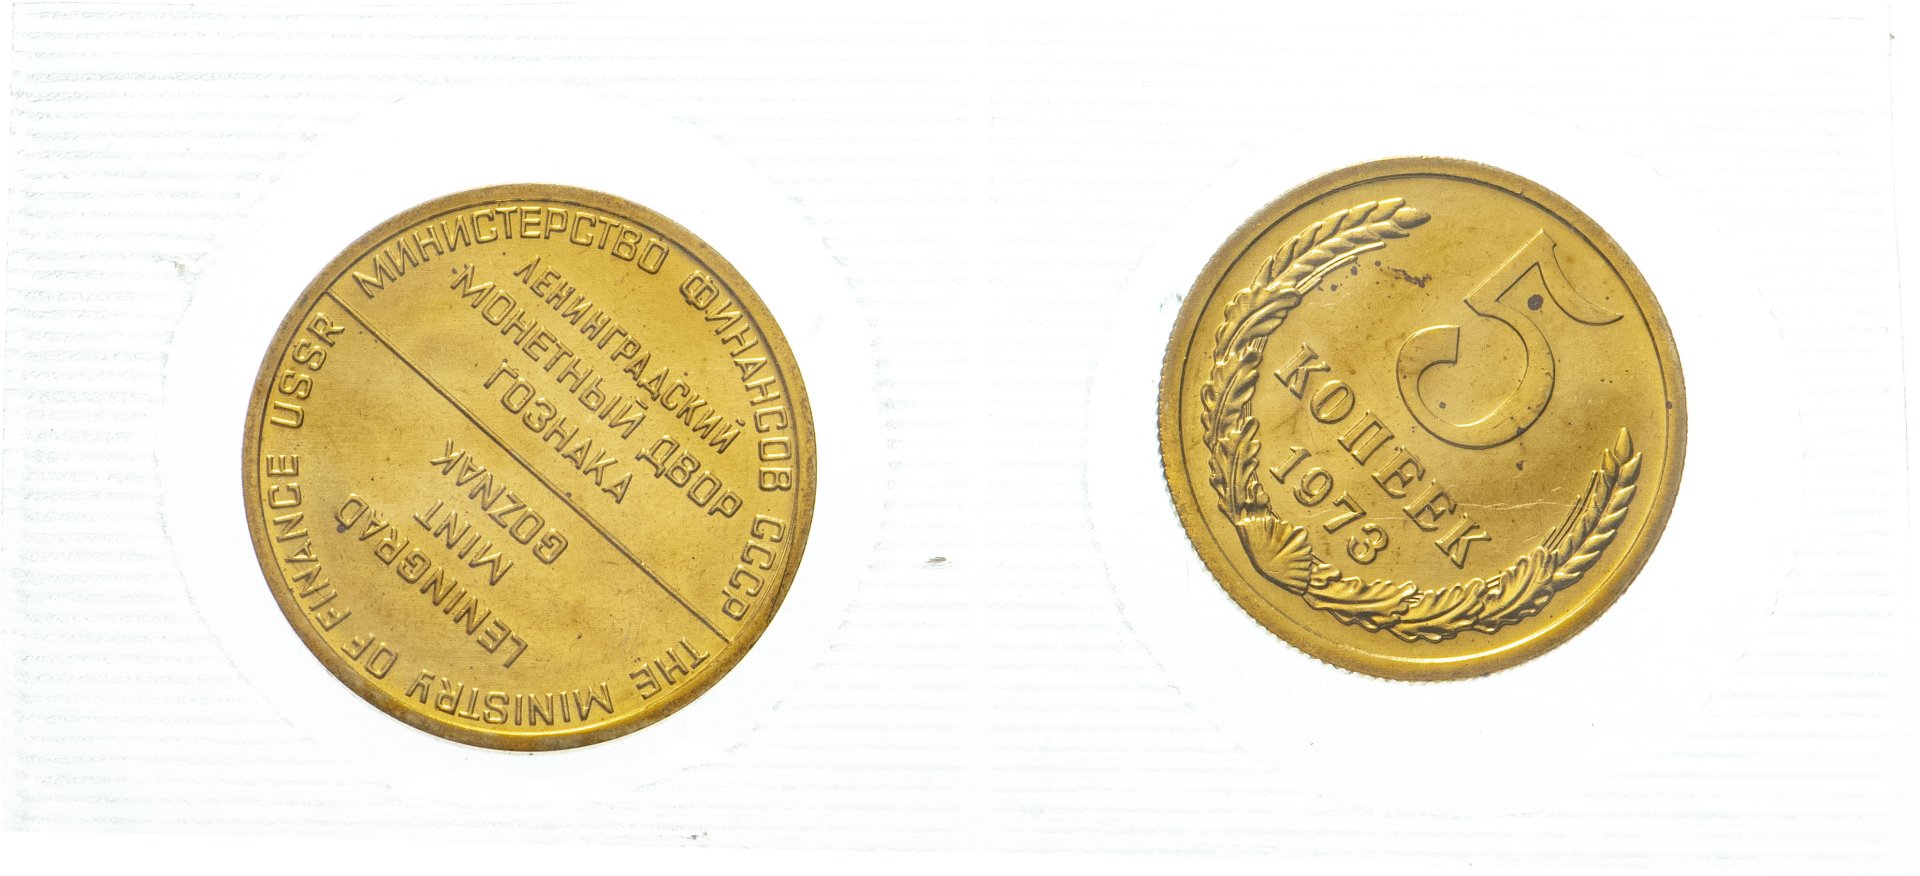 МИНИСТЕРСТВО ФИНАНСОВ СССР
ЛЕНИНГРАДСКИЙ
МОНЕТНЫЙ ДВОР
ГОЗНАКА
THE MINISTRY OF FINANCE USSR
LENINGRAD
MINT
GOZNAK
5
КОПЕЕК
1973